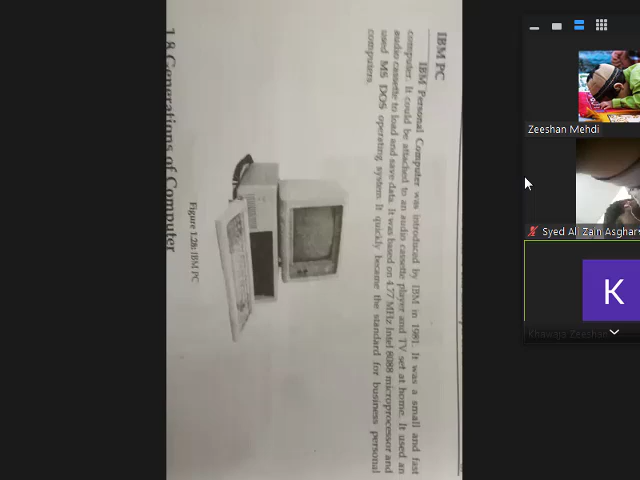 IBM PC
IBM Personal Computer was introduced by IBM in 1981. It was a small and fast
computer. It could be attached to an audio cassette player and TV set at home. It used an
audio cassette to load and save data. It was based on 4.77 MHz Intel 8088 microprocessor and
used MS DOS operating system. It quickly became the standard for business personal
computers.
Figure 1.28: IBM PC
1.8 Generations of Computer
Zeeshan Mehdi
Syed Ali Zain Asghar
K
Khawaja Zeeshan